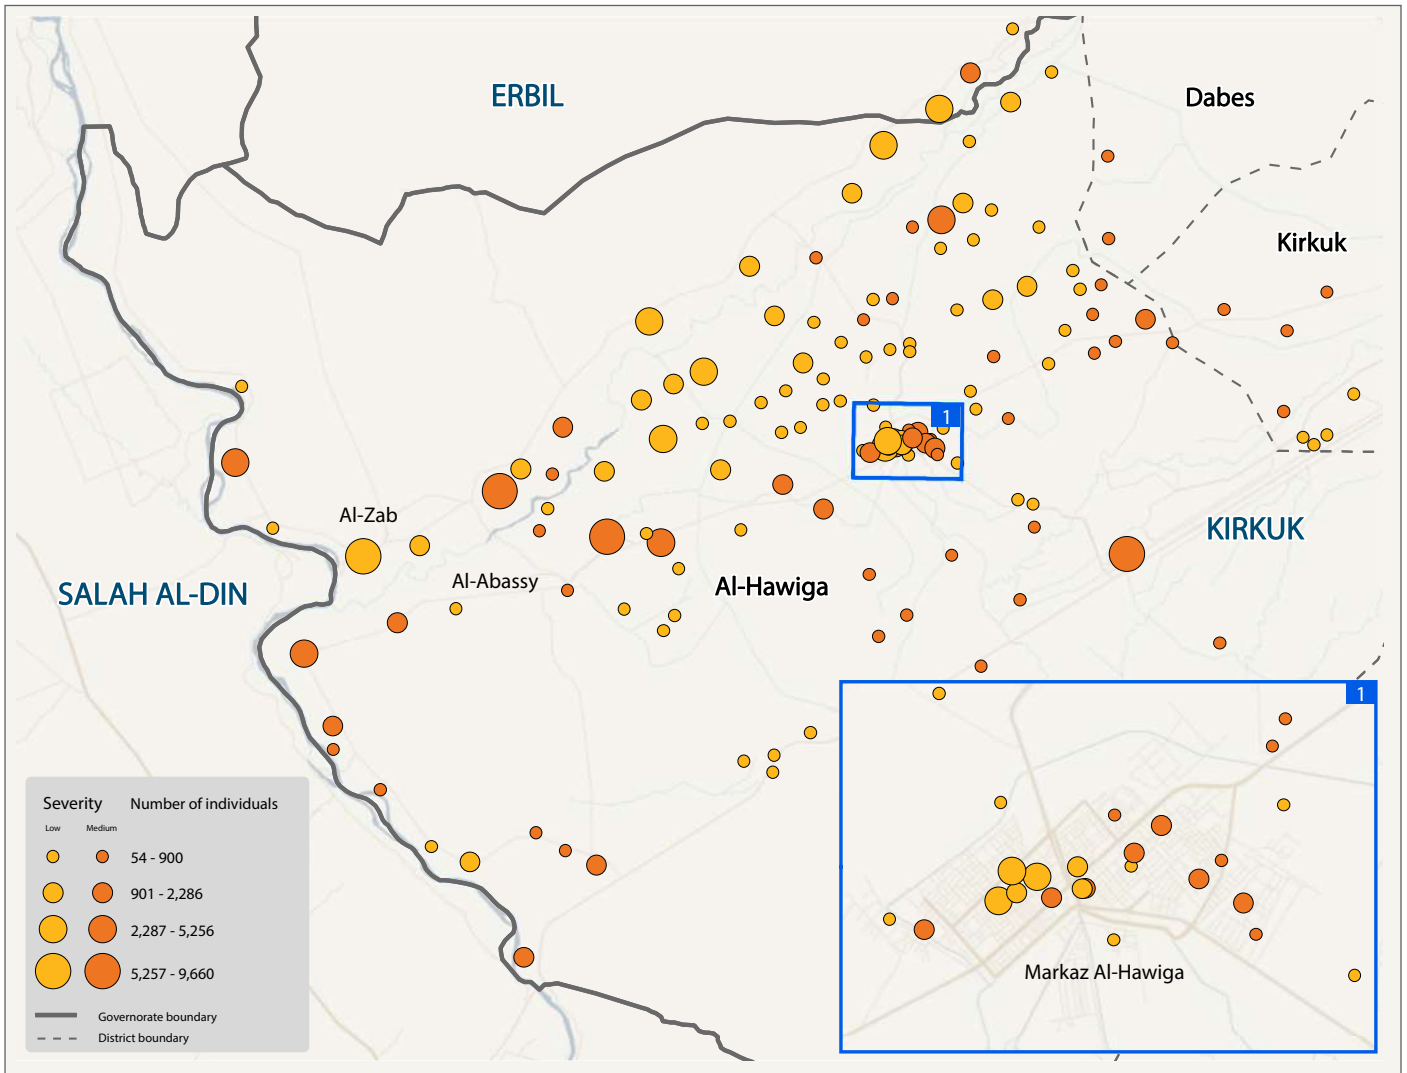 ERBIL
Dabes
Kirkuk
1
Al-Zab
KIRKUK
Al-Abassy
Al-Hawiga
SALAH AL-DIN
1
Severity Number of individuals
Low Medium
54 - 900
901 - 2,286
2,287 - 5,256
5,257 - 9,660
Governorate boundary
District boundary
Markaz Al-Hawiga